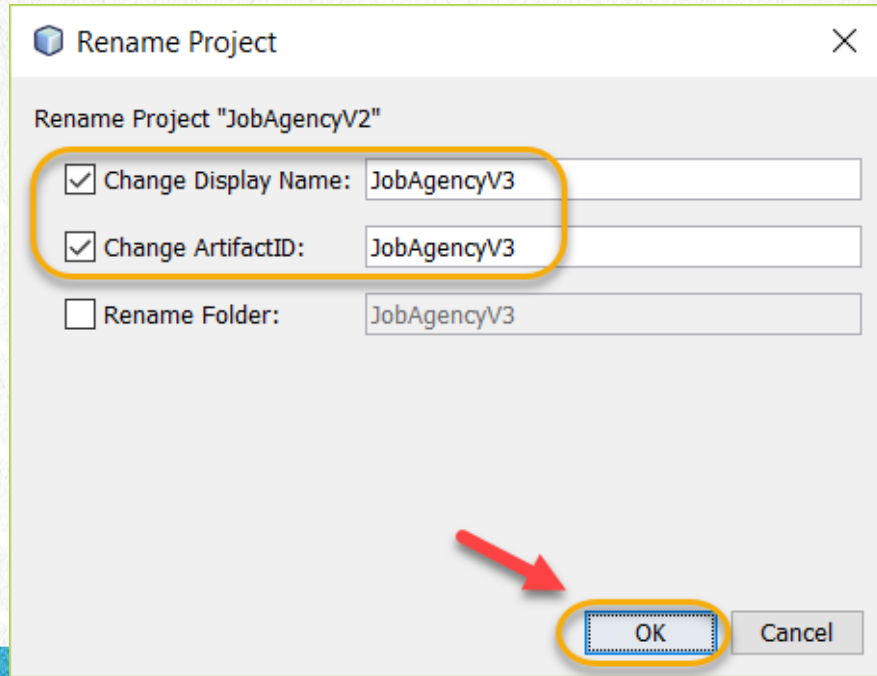 Rename Project
Rename Project "JobAgencyV2"
Change Display Name: JobAgencyV3
Change ArtifactID: JobAgencyV3
Rename Folder: JobAgencyV3
OK Cancel